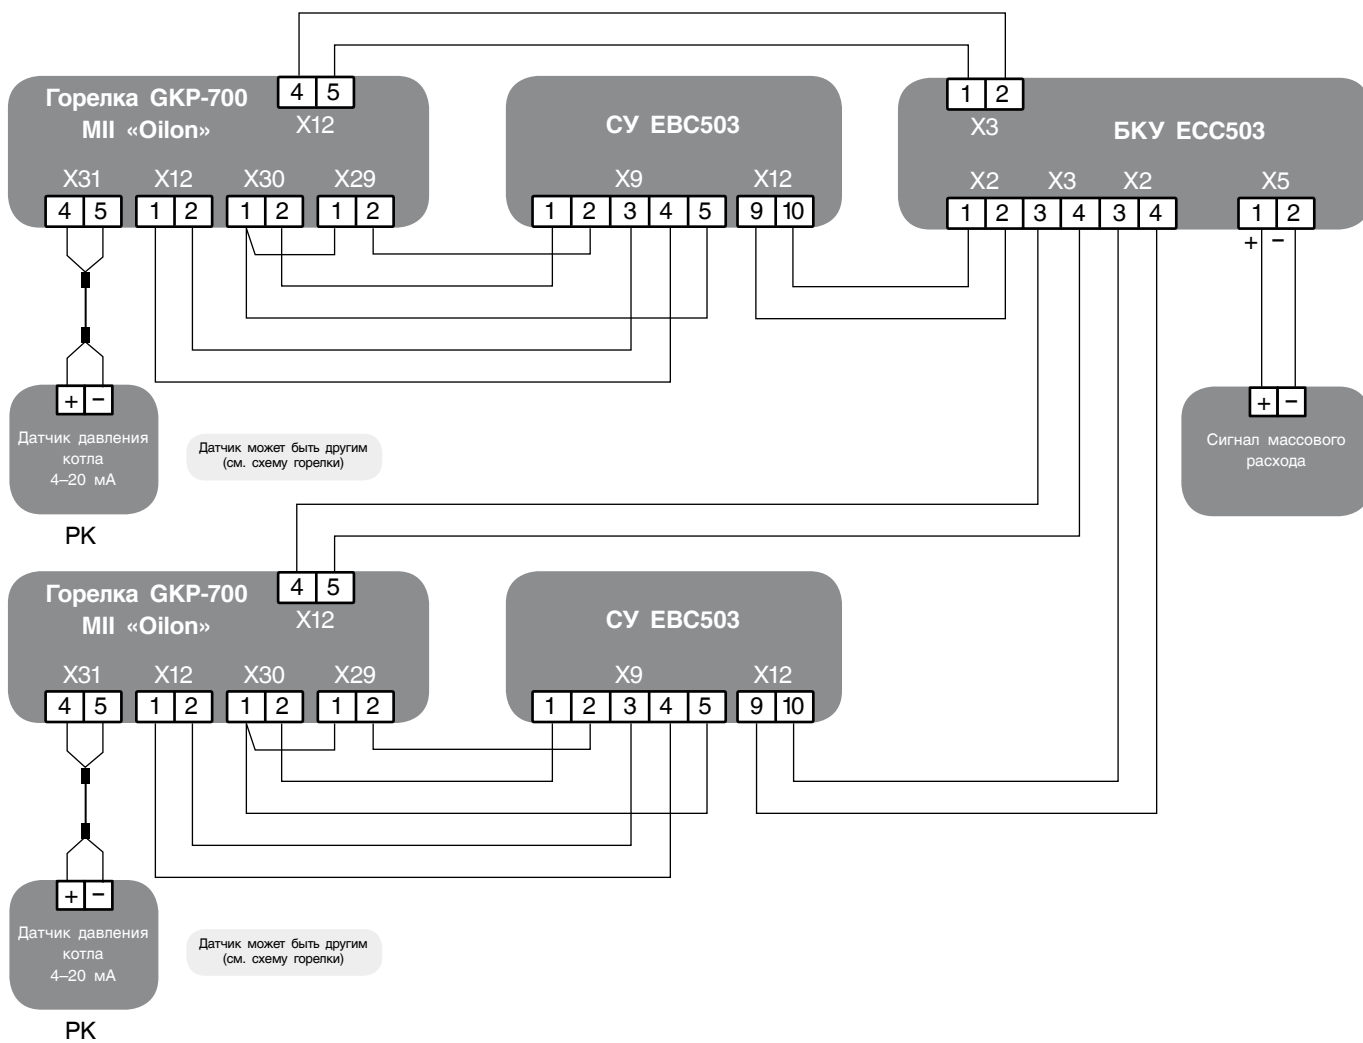 Горелка GKP-700
MII «Oilon»
4 5
X12
X31 X12 X30 X29
4 5 1 2 1 2 1 2
СУ EBC503
X9 X12
1 2 3 4 5 9 10
1 2
X3
БКУ ECC503
X2 X3 X2 X5
1 2 3 4 3 4 1 2
+ −
+ −
Датчик давления
котла
4–20 мА
РК
Датчик может быть другим
(см. схему горелки)
+ −
Сигнал массового
расхода
Горелка GKP-700
MII «Oilon»
4 5
X12
X31 X12 X30 X29
4 5 1 2 1 2 1 2
СУ EBC503
X9 X12
1 2 3 4 5 9 10
+ −
Датчик давления
котла
4–20 мА
РК
Датчик может быть другим
(см. схему горелки)